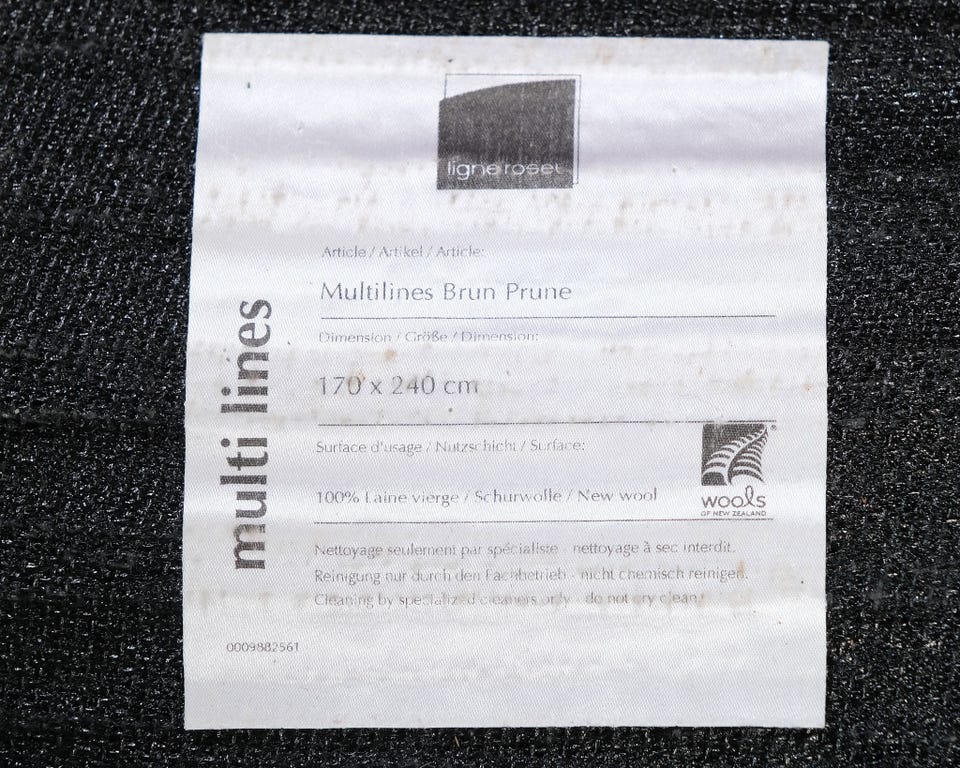 ligne roset
Article / Artikel / Article:
Multilines Brun Prune
Dimension / Größe / Dimension:
170 x 240 cm
Surface d'usage / Nutzschicht / Surface:
100% Laine vierge / Schurwolle / New wool
wools
OF NEW ZEALAND
®
Nettoyage seulement par spécialiste - nettoyage à sec interdit.
Reinigung nur durch den Fachbetrieb - nicht chemisch reinigen.
Cleaning by specialized cleaners only - do not dry clean.
multi lines
0009882561